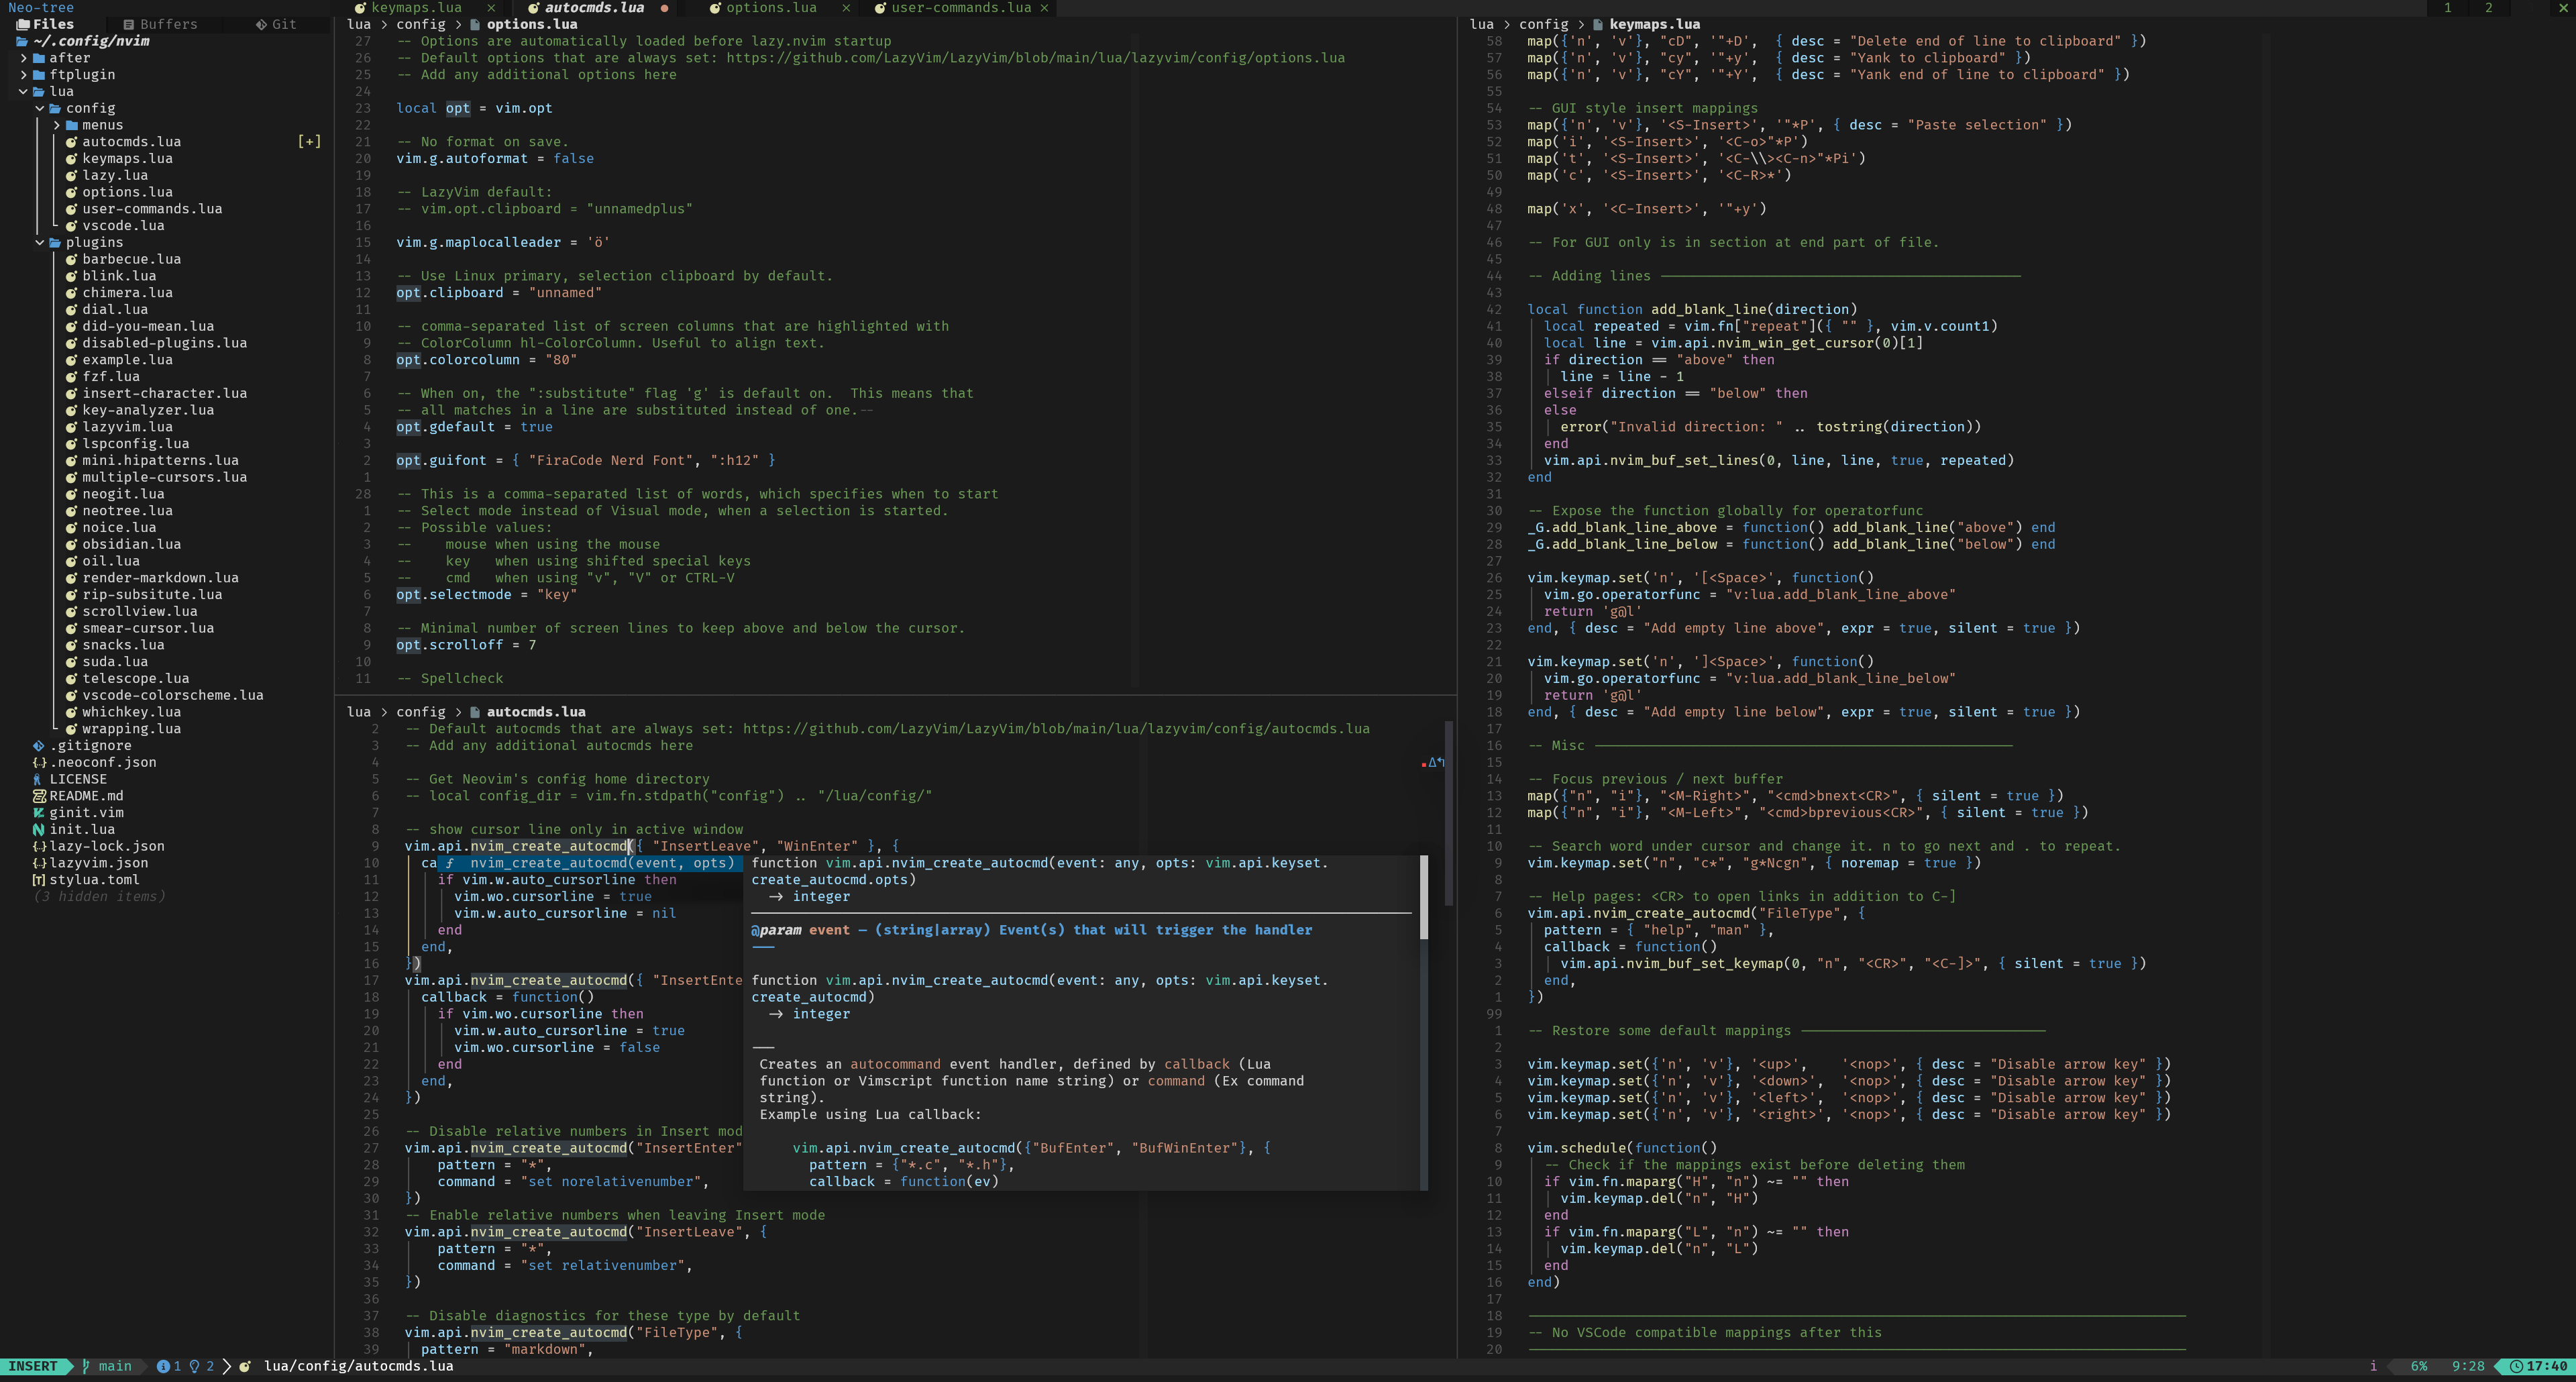 Neo-tree
keymaps.lua × autocmds.lua ● options.lua × user-commands.lua × 1 2 ×
Files Buffers Git
~/.config/nvim
after
ftplugin
lua
config
menus
autocmds.lua [+]
keymaps.lua
lazy.lua
options.lua
user-commands.lua
vscode.lua
plugins
barbecue.lua
blink.lua
chimera.lua
dial.lua
did-you-mean.lua
disabled-plugins.lua
example.lua
fzf.lua
insert-character.lua
key-analyzer.lua
lazyvim.lua
lspconfig.lua
mini.hipatterns.lua
multiple-cursors.lua
neogit.lua
neotree.lua
noice.lua
obsidian.lua
oil.lua
render-markdown.lua
rip-subsitute.lua
scrollview.lua
smear-cursor.lua
snacks.lua
suda.lua
telescope.lua
vscode-colorscheme.lua
whichkey.lua
wrapping.lua
.gitignore
{..} .neoconf.json
LICENSE
README.md
ginit.vim
init.lua
{..} lazy-lock.json
{..} lazyvim.json
[T] stylua.toml
(3 hidden items)
lua > config > options.lua
27 -- Options are automatically loaded before lazy.nvim startup
26 -- Default options that are always set: https://github.com/LazyVim/LazyVim/blob/main/lua/lazyvim/config/options.lua
25 -- Add any additional options here
24
23 local opt = vim.opt
22
21 -- No format on save.
20 vim.g.autoformat = false
19
18 -- LazyVim default:
17 -- vim.opt.clipboard = "unnamedplus"
16
15 vim.g.maplocalleader = 'ö'
14
13 -- Use Linux primary, selection clipboard by default.
12 opt.clipboard = "unnamed"
11
10 -- comma-separated list of screen columns that are highlighted with
9 -- ColorColumn hl-ColorColumn. Useful to align text.
8 opt.colorcolumn = "80"
7
6 -- When on, the ":substitute" flag 'g' is default on.  This means that
5 -- all matches in a line are substituted instead of one.--
4 opt.gdefault = true
3
2 opt.guifont = { "FiraCode Nerd Font", ":h12" }
1
28 -- This is a comma-separated list of words, which specifies when to start
1 -- Select mode instead of Visual mode, when a selection is started.
2 -- Possible values:
3 --    mouse when using the mouse
4 --    key   when using shifted special keys
5 --    cmd   when using "v", "V" or CTRL-V
6 opt.selectmode = "key"
7
8 -- Minimal number of screen lines to keep above and below the cursor.
9 opt.scrolloff = 7
10
11 -- Spellcheck
lua > config > autocmds.lua
2 -- Default autocmds that are always set: https://github.com/LazyVim/LazyVim/blob/main/lua/lazyvim/config/autocmds.lua
3 -- Add any additional autocmds here
4
5 -- Get Neovim's config home directory
6 -- local config_dir = vim.fn.stdpath("config") .. "/lua/config/"
7
8 -- show cursor line only in active window
9 vim.api.nvim_create_autocmd({ "InsertLeave", "WinEnter" }, {
10 ca ƒ nvim_create_autocmd(event, opts)
11 if vim.w.auto_cursorline then
12 vim.wo.cursorline = true
13 vim.w.auto_cursorline = nil
14 end
15 end,
16 })
17 vim.api.nvim_create_autocmd({ "InsertEnte
18 callback = function()
19 if vim.wo.cursorline then
20 vim.w.auto_cursorline = true
21 vim.wo.cursorline = false
22 end
23 end,
24 })
25
26 -- Disable relative numbers in Insert mod
27 vim.api.nvim_create_autocmd("InsertEnter"
28 pattern = "*",
29 command = "set norelativenumber",
30 })
31 -- Enable relative numbers when leaving Insert mode
32 vim.api.nvim_create_autocmd("InsertLeave", {
33 pattern = "*",
34 command = "set relativenumber",
35 })
36
37 -- Disable diagnostics for these type by default
38 vim.api.nvim_create_autocmd("FileType", {
39 pattern = "markdown",
function vim.api.nvim_create_autocmd(event: any, opts: vim.api.keyset.
create_autocmd.opts)
→ integer
@param event — (string|array) Event(s) that will trigger the handler
function vim.api.nvim_create_autocmd(event: any, opts: vim.api.keyset.
create_autocmd)
→ integer
Creates an autocommand event handler, defined by callback (Lua
function or Vimscript function name string) or command (Ex command
string).
Example using Lua callback:
vim.api.nvim_create_autocmd({"BufEnter", "BufWinEnter"}, {
pattern = {"*.c", "*.h"},
callback = function(ev)
lua > config > keymaps.lua
58 map({'n', 'v'}, "cD", '"+D',  { desc = "Delete end of line to clipboard" })
57 map({'n', 'v'}, "cy", '"+y',  { desc = "Yank to clipboard" })
56 map({'n', 'v'}, "cY", '"+Y',  { desc = "Yank end of line to clipboard" })
55
54 -- GUI style insert mappings
53 map({'n', 'v'}, '<S-Insert>', '"*P', { desc = "Paste selection" })
52 map('i', '<S-Insert>', '<C-o>"*P')
51 map('t', '<S-Insert>', '<C-\\><C-n>"*Pi')
50 map('c', '<S-Insert>', '<C-R>*')
49
48 map('x', '<C-Insert>', '"+y')
47
46 -- For GUI only is in section at end part of file.
45
44 -- Adding lines ────────────
43
42 local function add_blank_line(direction)
41 local repeated = vim.fn["repeat"]({ "" }, vim.v.count1)
40 local line = vim.api.nvim_win_get_cursor(0)[1]
39 if direction == "above" then
38 line = line - 1
37 elseif direction == "below" then
36 else
35 error("Invalid direction: " .. tostring(direction))
34 end
33 vim.api.nvim_buf_set_lines(0, line, line, true, repeated)
32 end
31
30 -- Expose the function globally for operatorfunc
29 _G.add_blank_line_above = function() add_blank_line("above") end
28 _G.add_blank_line_below = function() add_blank_line("below") end
27
26 vim.keymap.set('n', '[<Space>', function()
25 vim.go.operatorfunc = "v:lua.add_blank_line_above"
24 return 'g@l'
23 end, { desc = "Add empty line above", expr = true, silent = true })
22
21 vim.keymap.set('n', ']<Space>', function()
20 vim.go.operatorfunc = "v:lua.add_blank_line_below"
19 return 'g@l'
18 end, { desc = "Add empty line below", expr = true, silent = true })
17
16 -- Misc ────────────
15
14 -- Focus previous / next buffer
13 map({"n", "i"}, "<M-Right>", "<cmd>bnext<CR>", { silent = true })
12 map({"n", "i"}, "<M-Left>", "<cmd>bprevious<CR>", { silent = true })
11
10 -- Search word under cursor and change it. n to go next and . to repeat.
9 vim.keymap.set("n", "c*", "g*Ncgn", { noremap = true })
8
7 -- Help pages: <CR> to open links in addition to C-]
6 vim.api.nvim_create_autocmd("FileType", {
5 pattern = { "help", "man" },
4 callback = function()
3 vim.api.nvim_buf_set_keymap(0, "n", "<CR>", "<C-]>", { silent = true })
2 end,
1 })
99
1 -- Restore some default mappings ────────────
2
3 vim.keymap.set({'n', 'v'}, '<up>',    '<nop>', { desc = "Disable arrow key" })
4 vim.keymap.set({'n', 'v'}, '<down>',  '<nop>', { desc = "Disable arrow key" })
5 vim.keymap.set({'n', 'v'}, '<left>',  '<nop>', { desc = "Disable arrow key" })
6 vim.keymap.set({'n', 'v'}, '<right>', '<nop>', { desc = "Disable arrow key" })
7
8 vim.schedule(function()
9 -- Check if the mappings exist before deleting them
10 if vim.fn.maparg("H", "n") ~= "" then
11 vim.keymap.del("n", "H")
12 end
13 if vim.fn.maparg("L", "n") ~= "" then
14 vim.keymap.del("n", "L")
15 end
16 end)
17
18 ────────────
19 -- No VSCode compatible mappings after this
20 ────────────
INSERT main 1 2 > lua/config/autocmds.lua i 6% 9:28 17:40